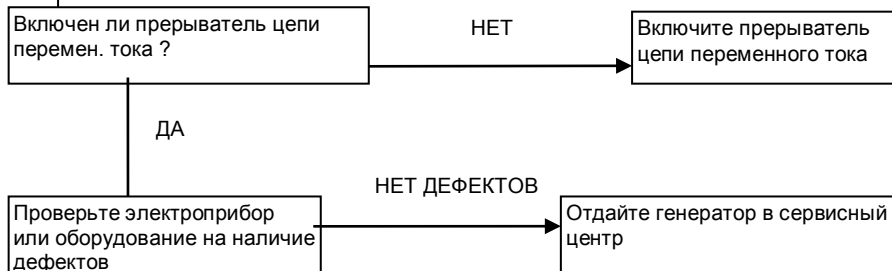 Включен ли прерыватель цепи
перемен. тока ?
НЕТ
Включите прерыватель
цепи переменного тока
ДА
НЕТ ДЕФЕКТОВ
Проверьте электроприбор
или оборудование на наличие
дефектов
Отдайте генератор в сервисный
центр